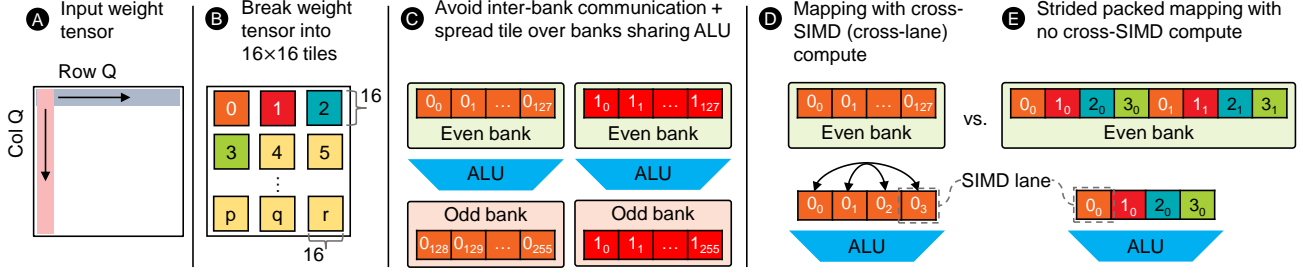 A Input weight
tensor
Row Q
Col Q
B Break weight
tensor into
16×16 tiles
0 1 2
16
3 4 5
⋮
p q r
16
C Avoid inter-bank communication +
spread tile over banks sharing ALU
0₀ 0₁ … 0₁₂₇
Even bank
ALU
Odd bank
0₁₂₈ 0₁₂₉ … 0₂₅₅
1₀ 1₁ … 1₁₂₇
Even bank
ALU
Odd bank
1₀ 1₁ … 1₂₅₅
D Mapping with cross-
SIMD (cross-lane)
compute
0₀ 0₁ … 0₁₂₇
Even bank
0₀ 0₁ 0₂ 0₃
ALU
vs.
SIMD lane
E Strided packed mapping with
no cross-SIMD compute
0₀ 1₀ 2₀ 3₀ 0₁ 1₁ 2₁ 3₁
Even bank
0₀ 1₀ 2₀ 3₀
ALU